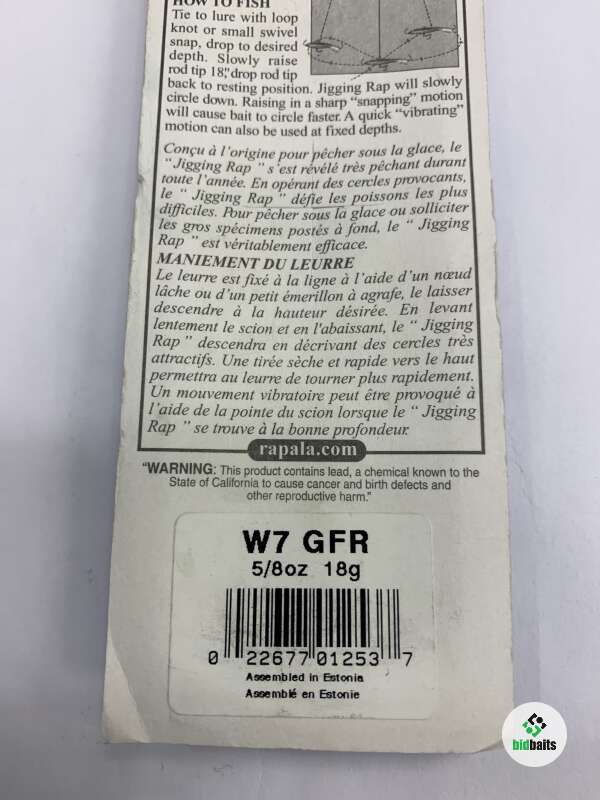 HOW TO FISH
Tie to lure with loop
knot or small swivel
snap, drop to desired
depth. Slowly raise
rod tip 18," drop rod tip
back to resting position. Jigging Rap will slowly
circle down. Raising in a sharp "snapping" motion
will cause bait to circle faster. A quick "vibrating"
motion can also be used at fixed depths.
Conçu à l'origine pour pêcher sous la glace, le
"Jigging Rap" s'est révélé très pêchant durant
toute l'année. En opérant des cercles provocants,
le " Jigging Rap " défie les poissons les plus
difficiles. Pour pêcher sous la glace ou solliciter
les gros spécimens postés à fond, le " Jigging
Rap " est véritablement efficace.
MANIEMENT DU LEURRE
Le leurre est fixé à la ligne à l'aide d'un nœud
lâche ou d'un petit émerillon à agrafe, le laisser
descendre à la hauteur désirée. En levant
lentement le scion et en l'abaissant, le " Jigging
Rap " descendra en décrivant des cercles très
attractifs. Une tirée sèche et rapide vers le haut
permettra au leurre de tourner plus rapidement.
Un mouvement vibratoire peut être provoqué à
l'aide de la pointe du scion lorsque le " Jigging
Rap " se trouve à la bonne profondeur.
rapala.com
"WARNING: This product contains lead, a chemical known to the
State of California to cause cancer and birth defects and
other reproductive harm."
W7 GFR
5/8oz 18g
0 22677 01253 7
Assembled in Estonia
Assemblé en Estonie
bidbaits